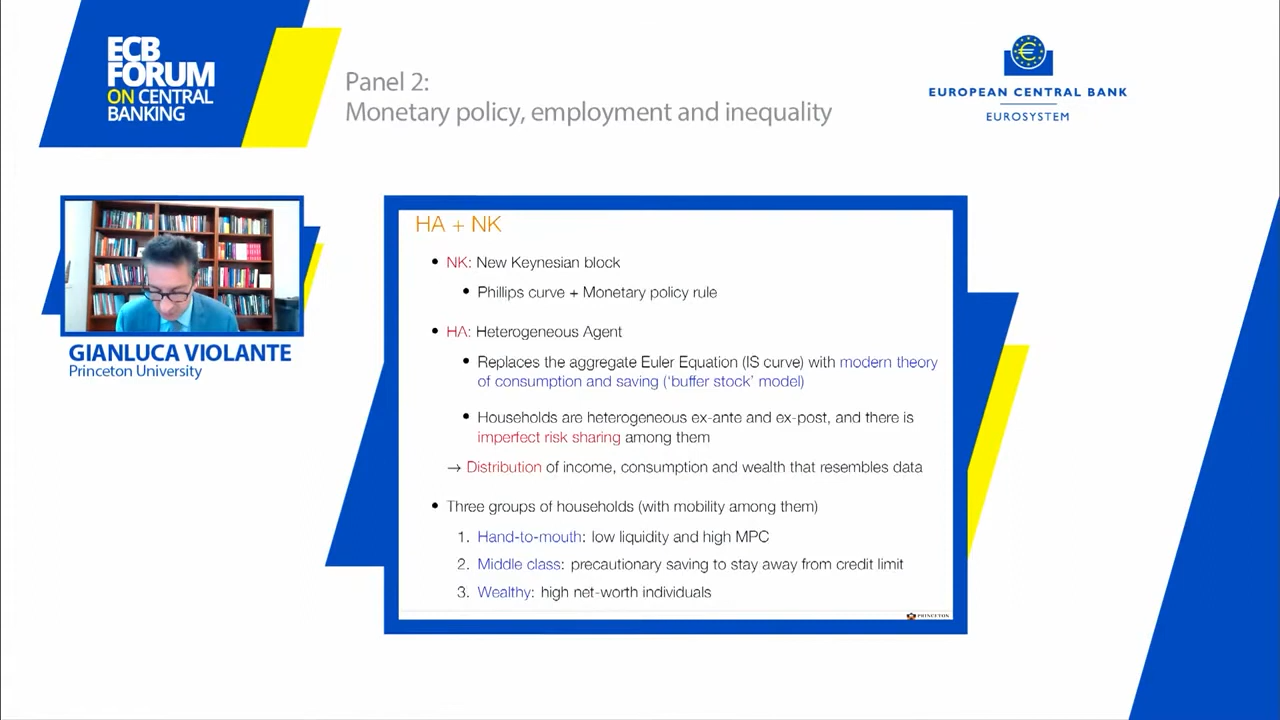 ECB
FORUM
ON CENTRAL
BANKING
Panel 2:
Monetary policy, employment and inequality
EUROPEAN CENTRAL BANK
EUROSYSTEM
GIANLUCA VIOLANTE
Princeton University
HA + NK
• NK: New Keynesian block
• Phillips curve + Monetary policy rule
• HA: Heterogeneous Agent
• Replaces the aggregate Euler Equation (IS curve) with modern theory
of consumption and saving (‘buffer stock’ model)
• Households are heterogeneous ex-ante and ex-post, and there is
imperfect risk sharing among them
→ Distribution of income, consumption and wealth that resembles data
• Three groups of households (with mobility among them)
1. Hand-to-mouth: low liquidity and high MPC
2. Middle class: precautionary saving to stay away from credit limit
3. Wealthy: high net-worth individuals
PRINCETON